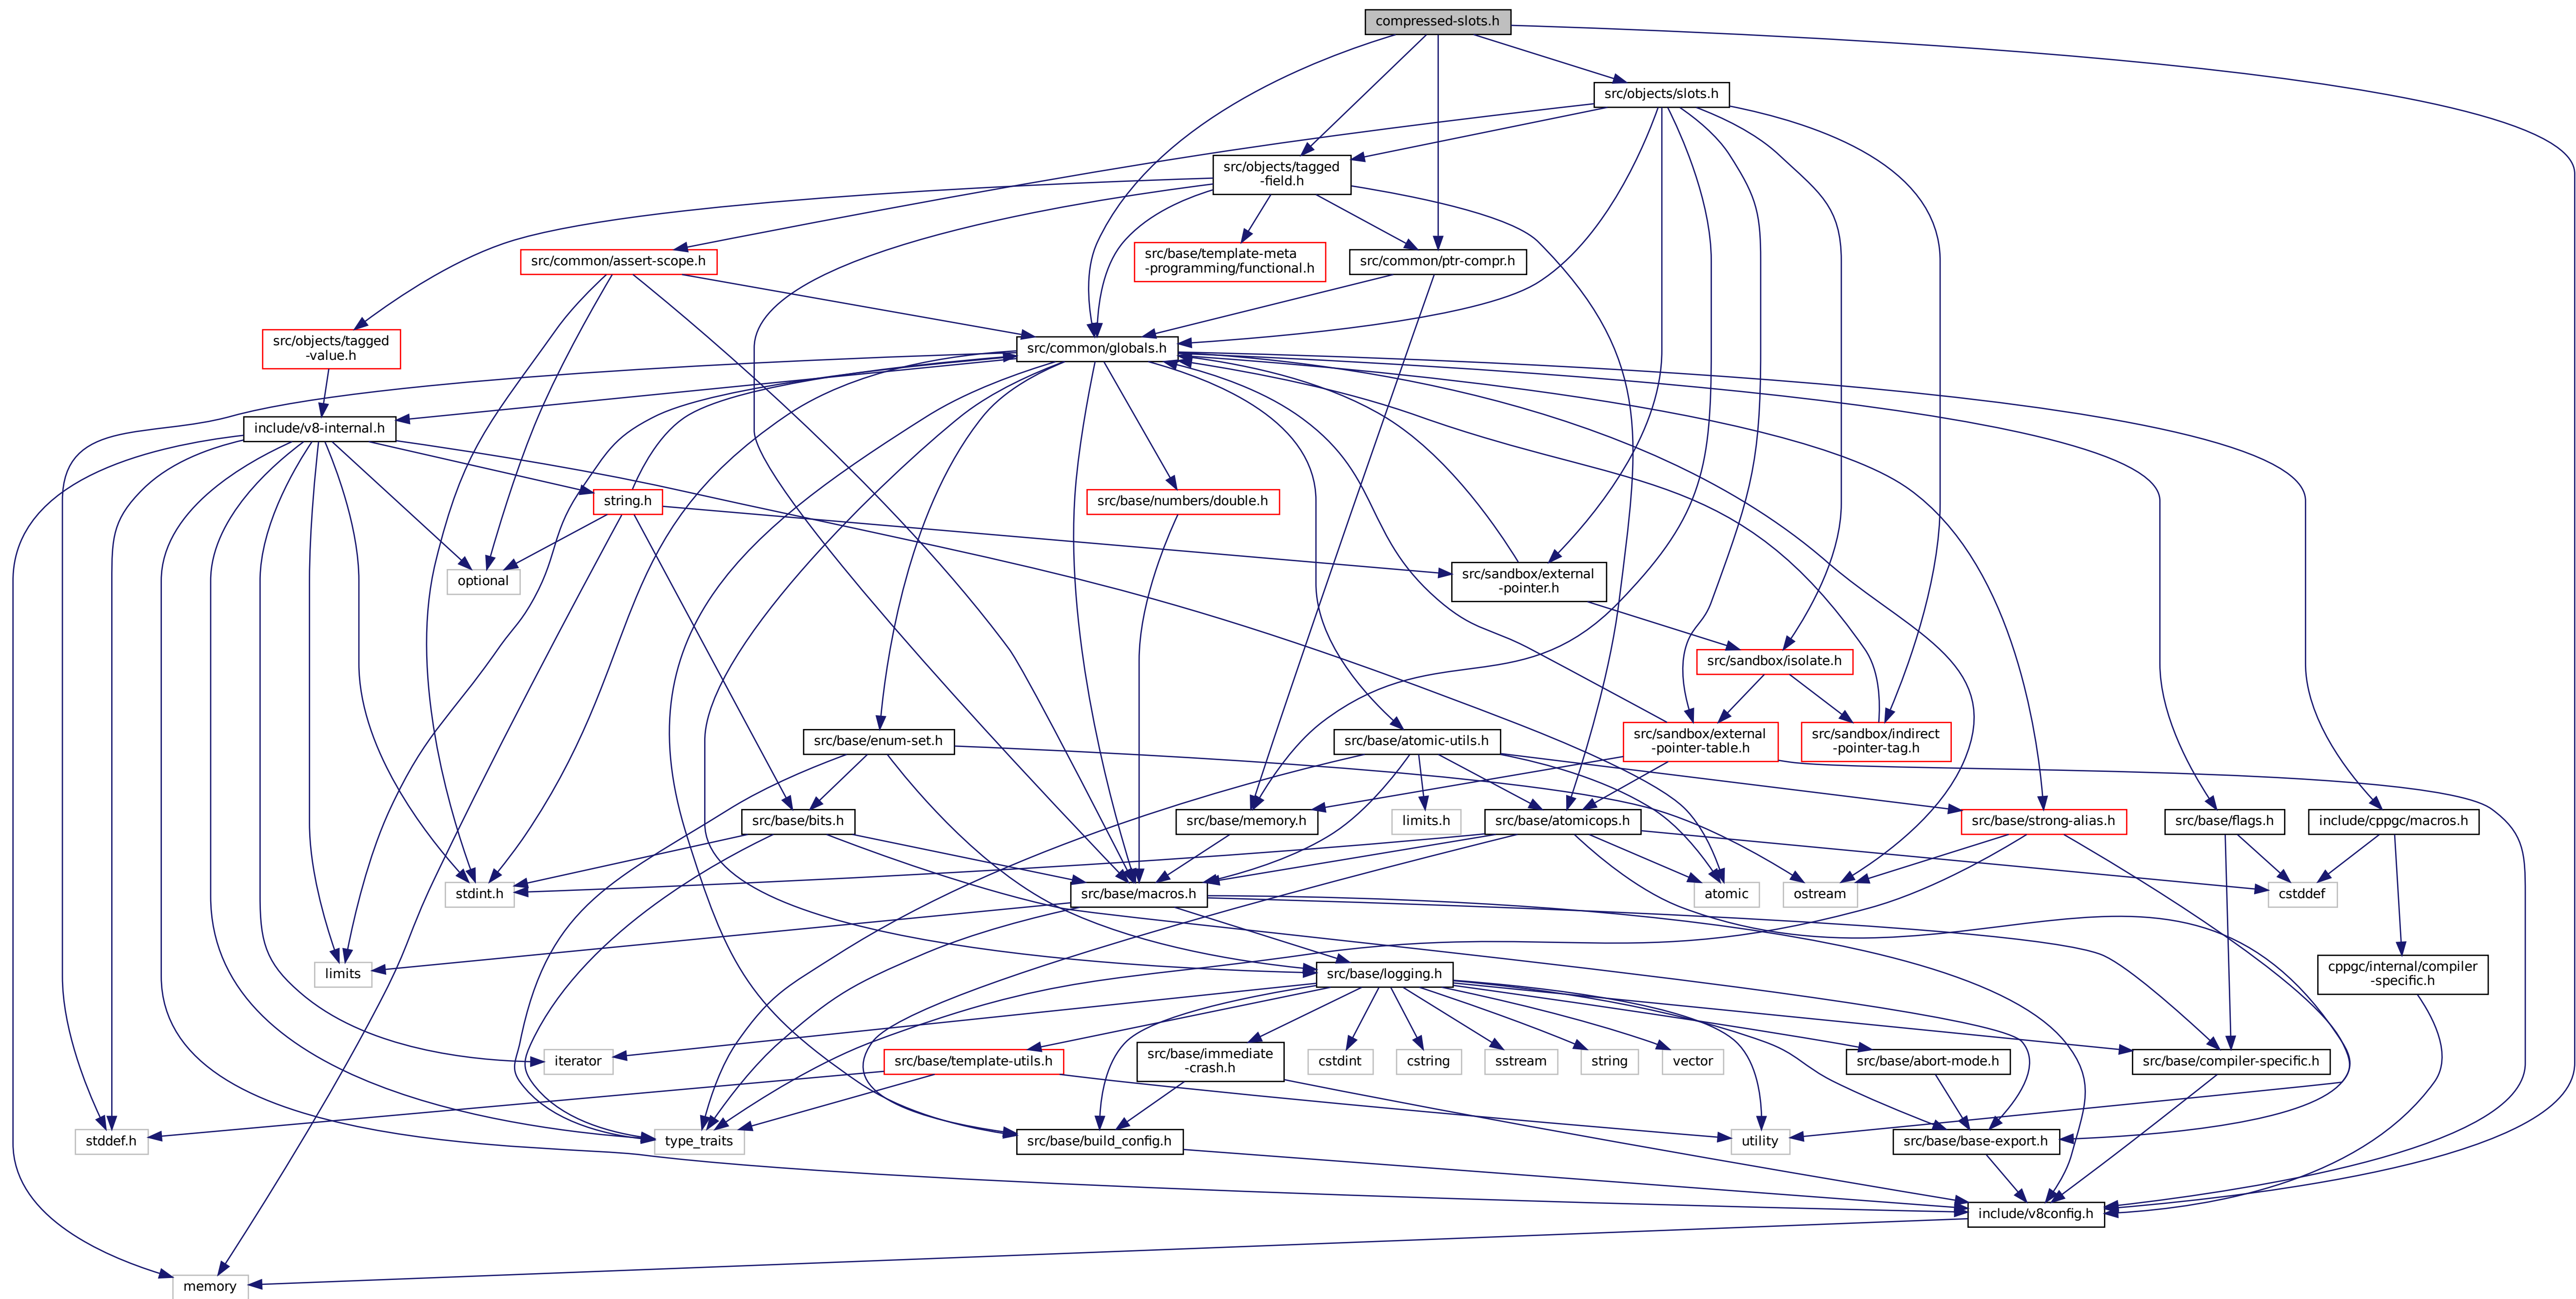 compressed-slots.h
src/objects/slots.h
src/objects/tagged
-field.h
src/common/assert-scope.h
src/base/template-meta
-programming/functional.h
src/common/ptr-compr.h
src/objects/tagged
-value.h
src/common/globals.h
include/v8-internal.h
string.h
src/base/numbers/double.h
optional
src/sandbox/external
-pointer.h
src/sandbox/isolate.h
src/base/enum-set.h
src/base/atomic-utils.h
src/sandbox/external
-pointer-table.h
src/sandbox/indirect
-pointer-tag.h
src/base/bits.h
src/base/memory.h
limits.h
src/base/atomicops.h
src/base/strong-alias.h
src/base/flags.h
include/cppgc/macros.h
stdint.h
src/base/macros.h
atomic
ostream
cstddef
limits
src/base/logging.h
cppgc/internal/compiler
-specific.h
iterator
src/base/template-utils.h
src/base/immediate
-crash.h
cstdint
cstring
sstream
string
vector
src/base/abort-mode.h
src/base/compiler-specific.h
stddef.h
type_traits
src/base/build_config.h
utility
src/base/base-export.h
include/v8config.h
memory